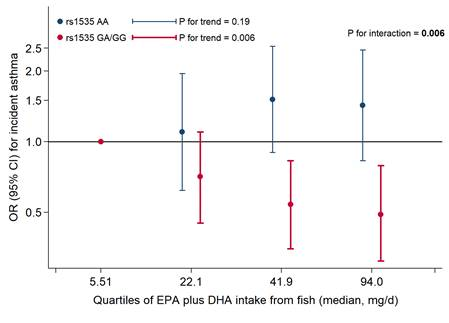 rs1535 AA P for trend = 0.19
rs1535 GA/GG P for trend = 0.006
P for interaction = 0.006
OR (95% CI) for incident asthma
2.5
2.0
1.5
1.0
0.5
5.51 22.1 41.9 94.0
Quartiles of EPA plus DHA intake from fish (median, mg/d)